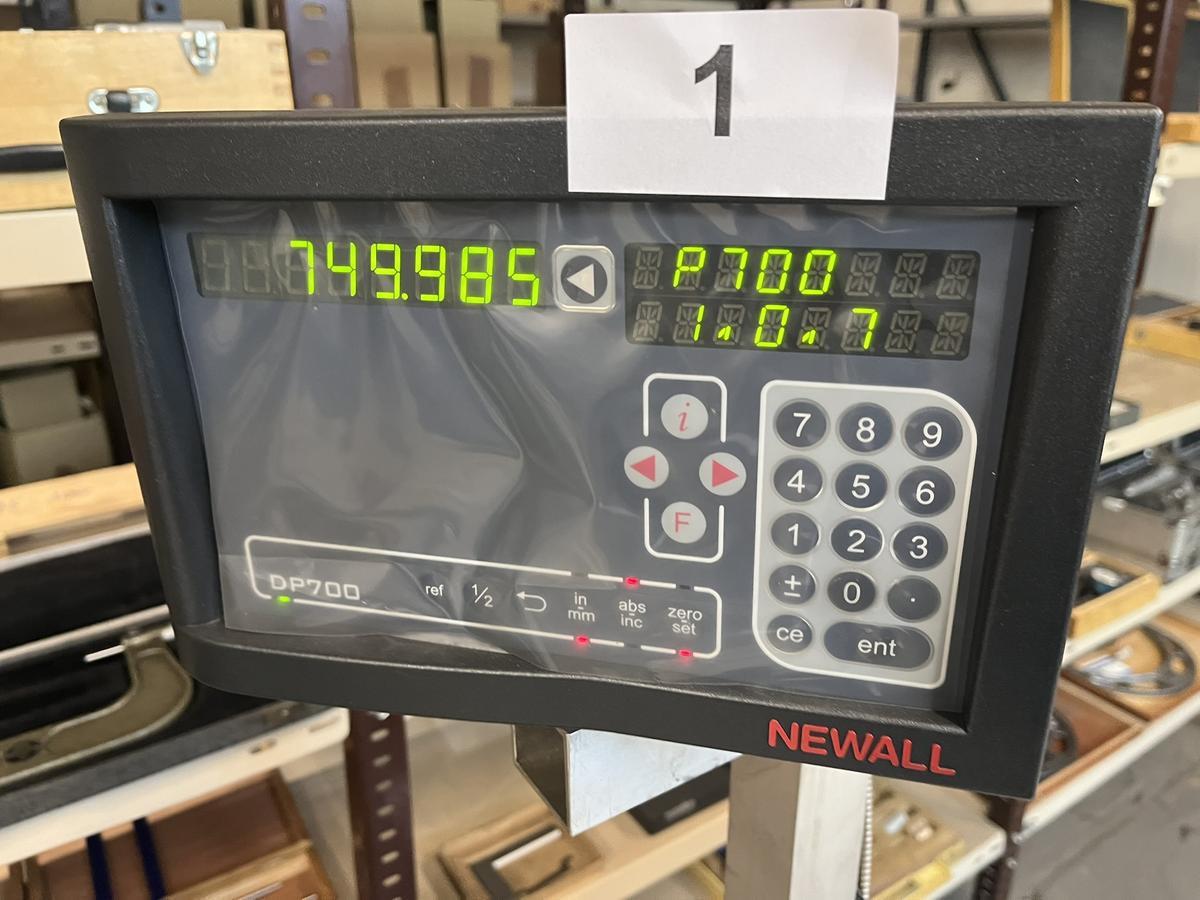 1
749.985
P700
1.0.7
i
F
7 8 9
4 5 6
1 2 3
± 0 .
ce ent
DP700 ref 1/2 in mm abs inc zero set
NEWALL